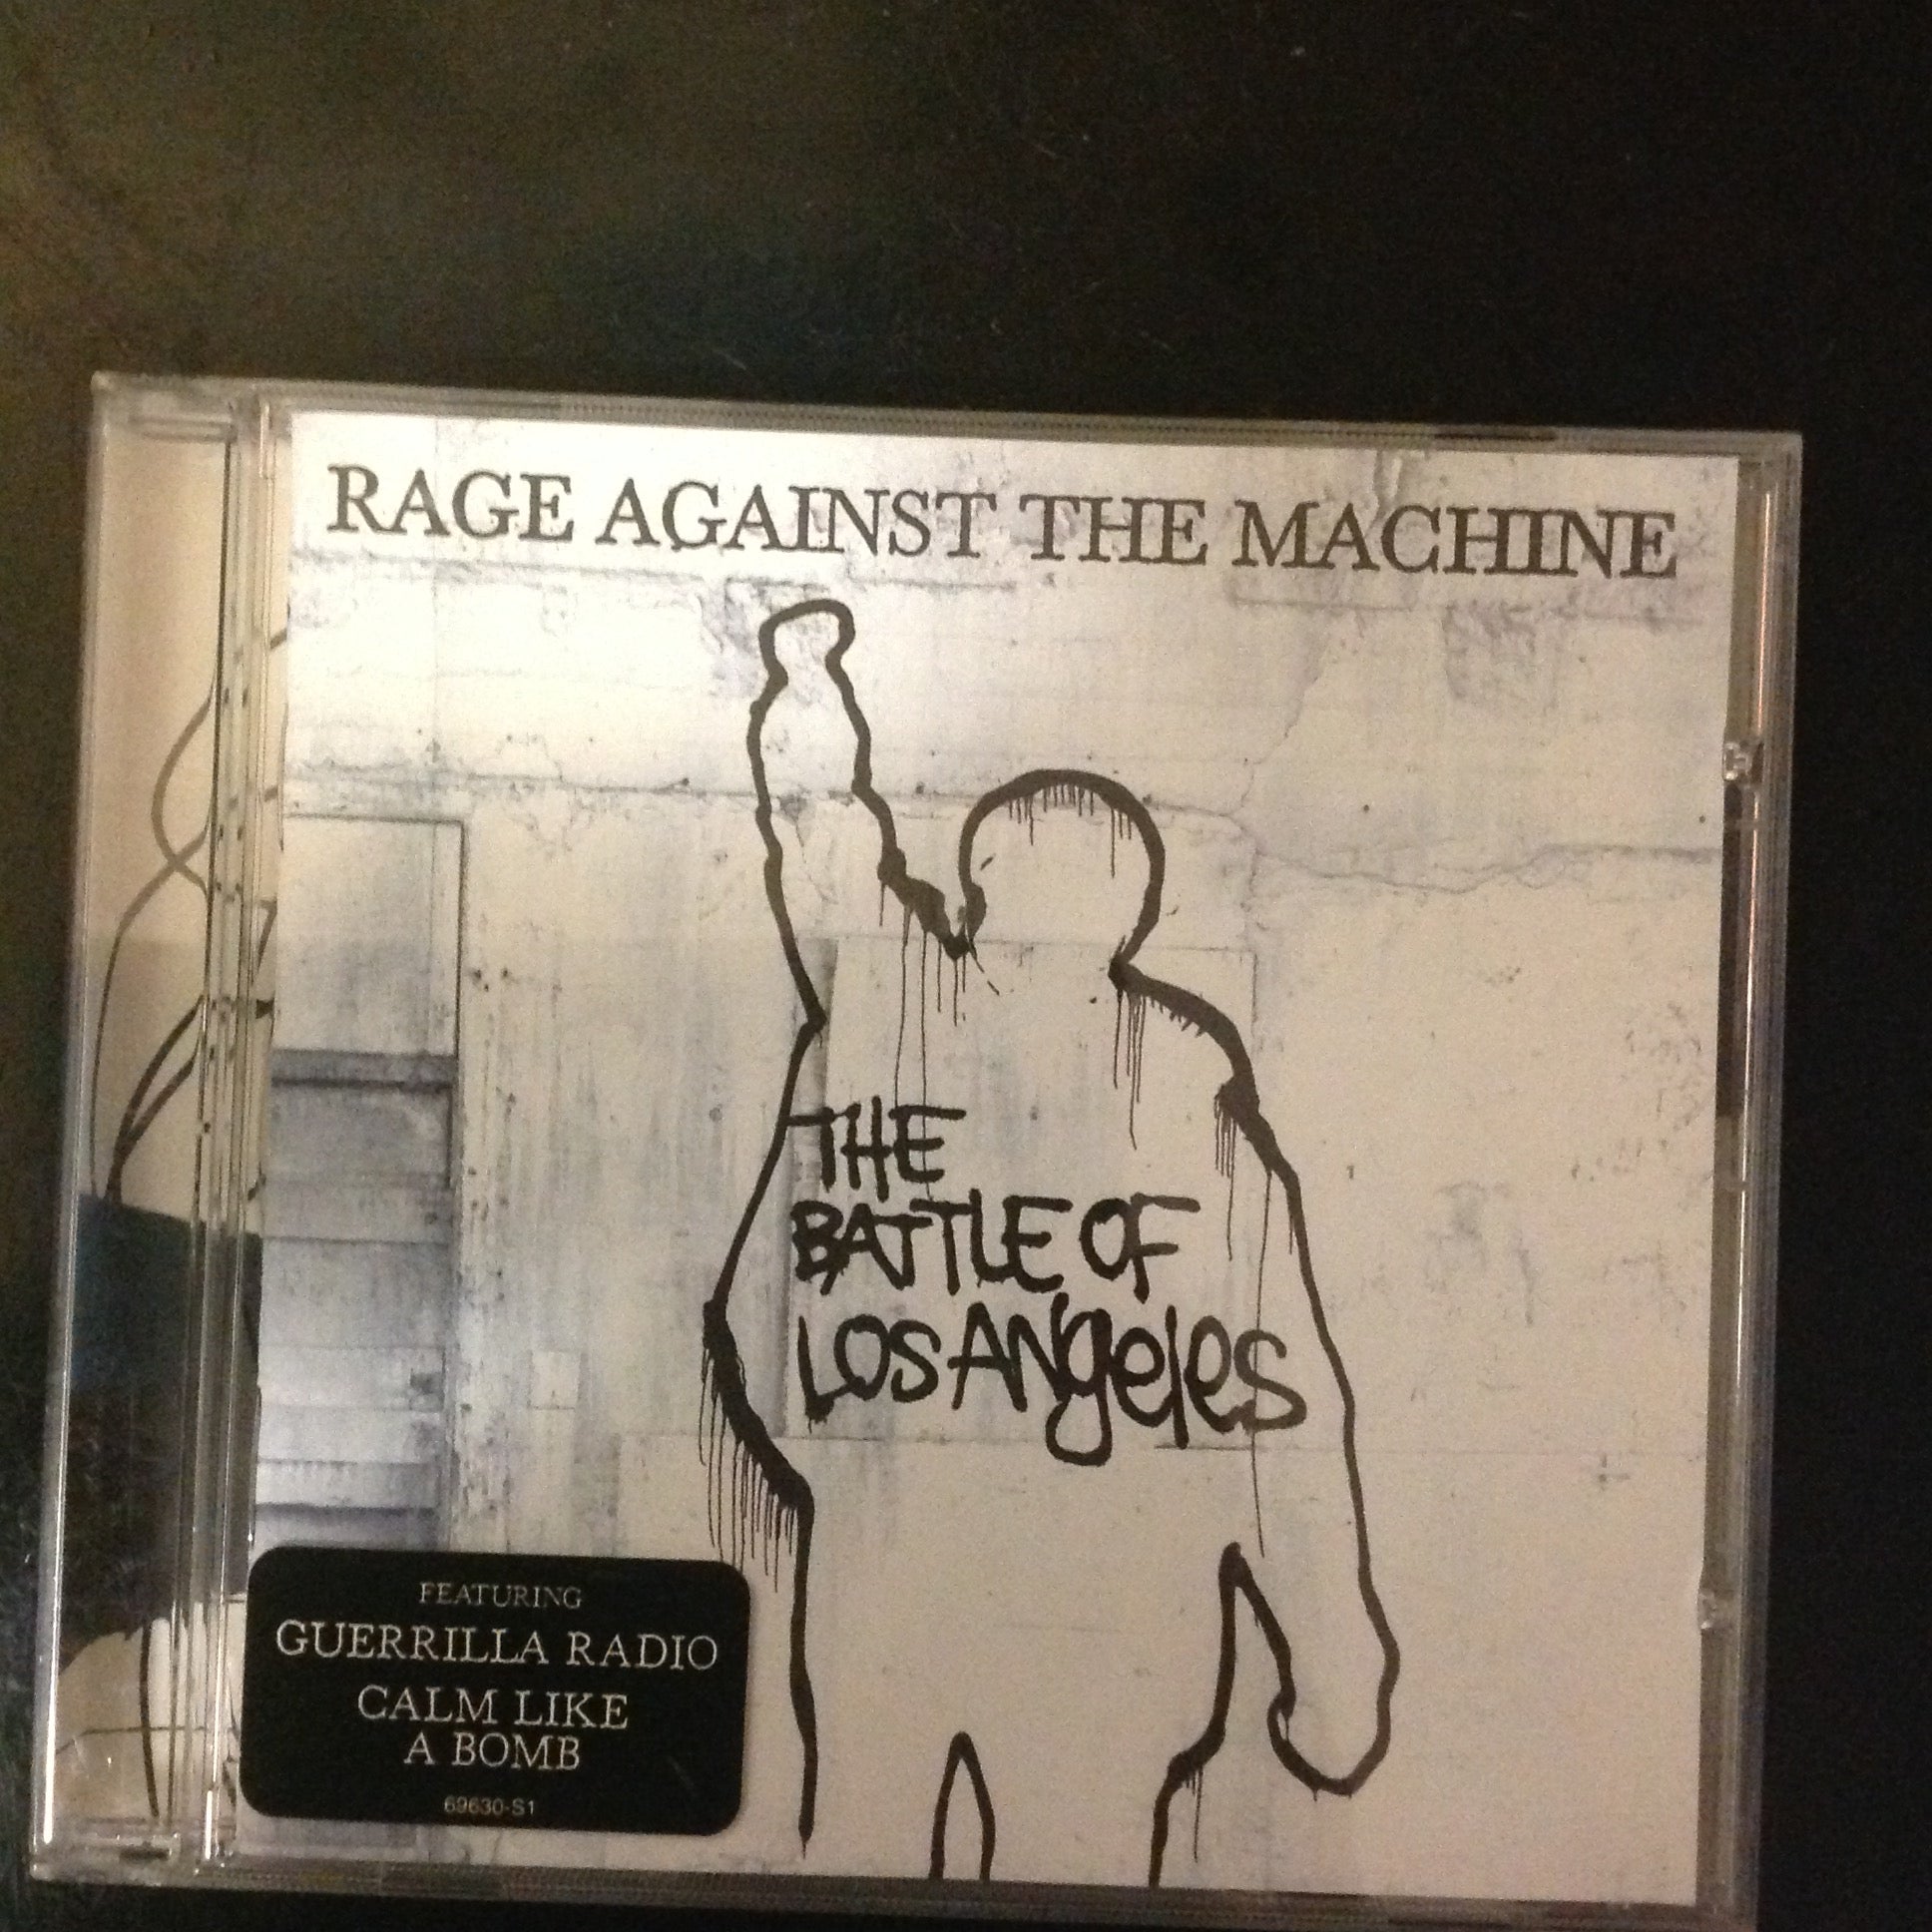 RAGE AGAINST THE MACHINE
THE
BATTLE OF
LOS ANgeles
FEATURING
GUERRILLA RADIO
CALM LIKE
A BOMB
69630-S1